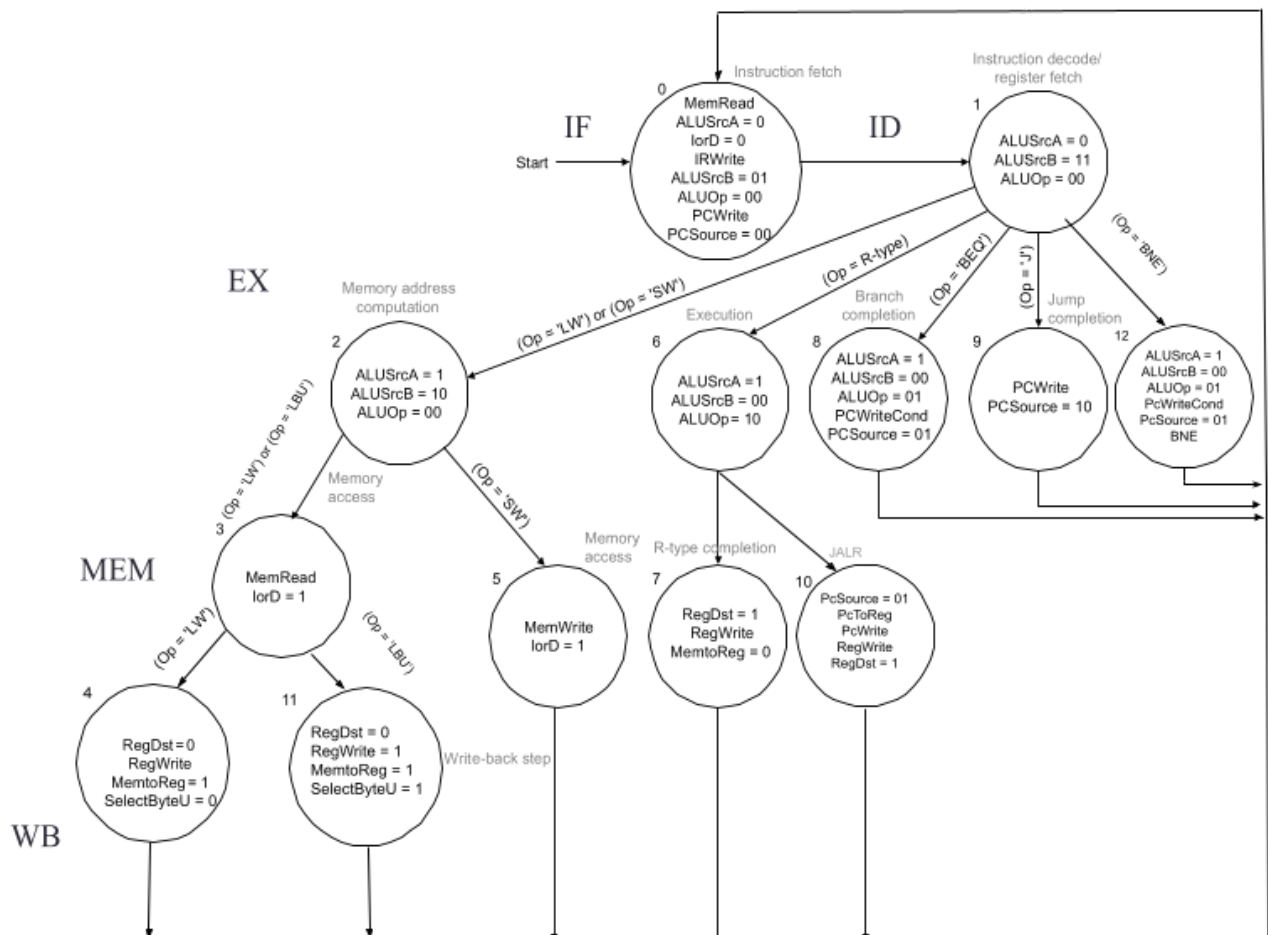 Instruction fetch
Instruction decode/
register fetch
IF
ID
Start
0
MemRead
ALUSrcA = 0
IorD = 0
IRWrite
ALUSrcB = 01
ALUOp = 00
PCWrite
PCSource = 00
1
ALUSrcA = 0
ALUSrcB = 11
ALUOp = 00
(Op = 'LW') or (Op = 'SW')
(Op = R-type)
(Op = 'BEQ')
(Op = 'J')
(Op = 'BNE')
EX
Memory address
computation
2
ALUSrcA = 1
ALUSrcB = 10
ALUOp = 00
Execution
6
ALUSrcA = 1
ALUSrcB = 00
ALUOp = 10
Branch
completion
8
ALUSrcA = 1
ALUSrcB = 00
ALUOp = 01
PCWriteCond
PCSource = 01
Jump
completion
9
PCWrite
PCSource = 10
12
ALUSrcA = 1
ALUSrcB = 00
ALUOp = 01
PcWriteCond
PcSource = 01
BNE
(Op = 'LW') or (Op = 'LBU')
Memory
access
(Op = 'SW')
MEM
3
MemRead
IorD = 1
Memory
access
5
MemWrite
IorD = 1
R-type completion
7
RegDst = 1
RegWrite
MemtoReg = 0
JALR
10
PcSource = 01
PcToReg
PcWrite
RegWrite
RegDst = 1
(Op = 'LW')
(Op = 'LBU')
4
RegDst = 0
RegWrite
MemtoReg = 1
SelectByteU = 0
11
RegDst = 0
RegWrite = 1
MemtoReg = 1
SelectByteU = 1
Write-back step
WB